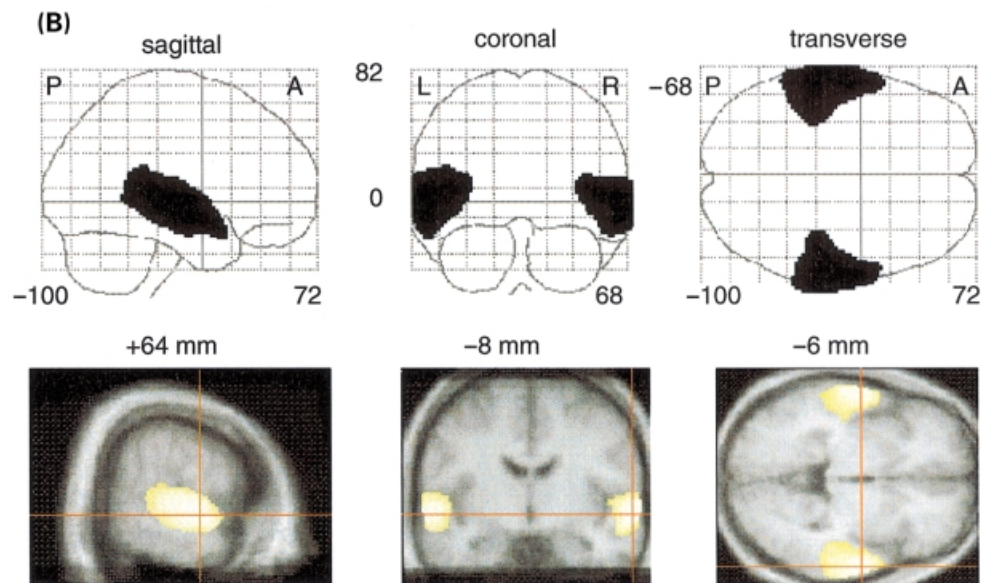 (B)
sagittal coronal transverse
P A 82 L R −68 P A
0
−100 72 68 −100 72
+64 mm −8 mm −6 mm